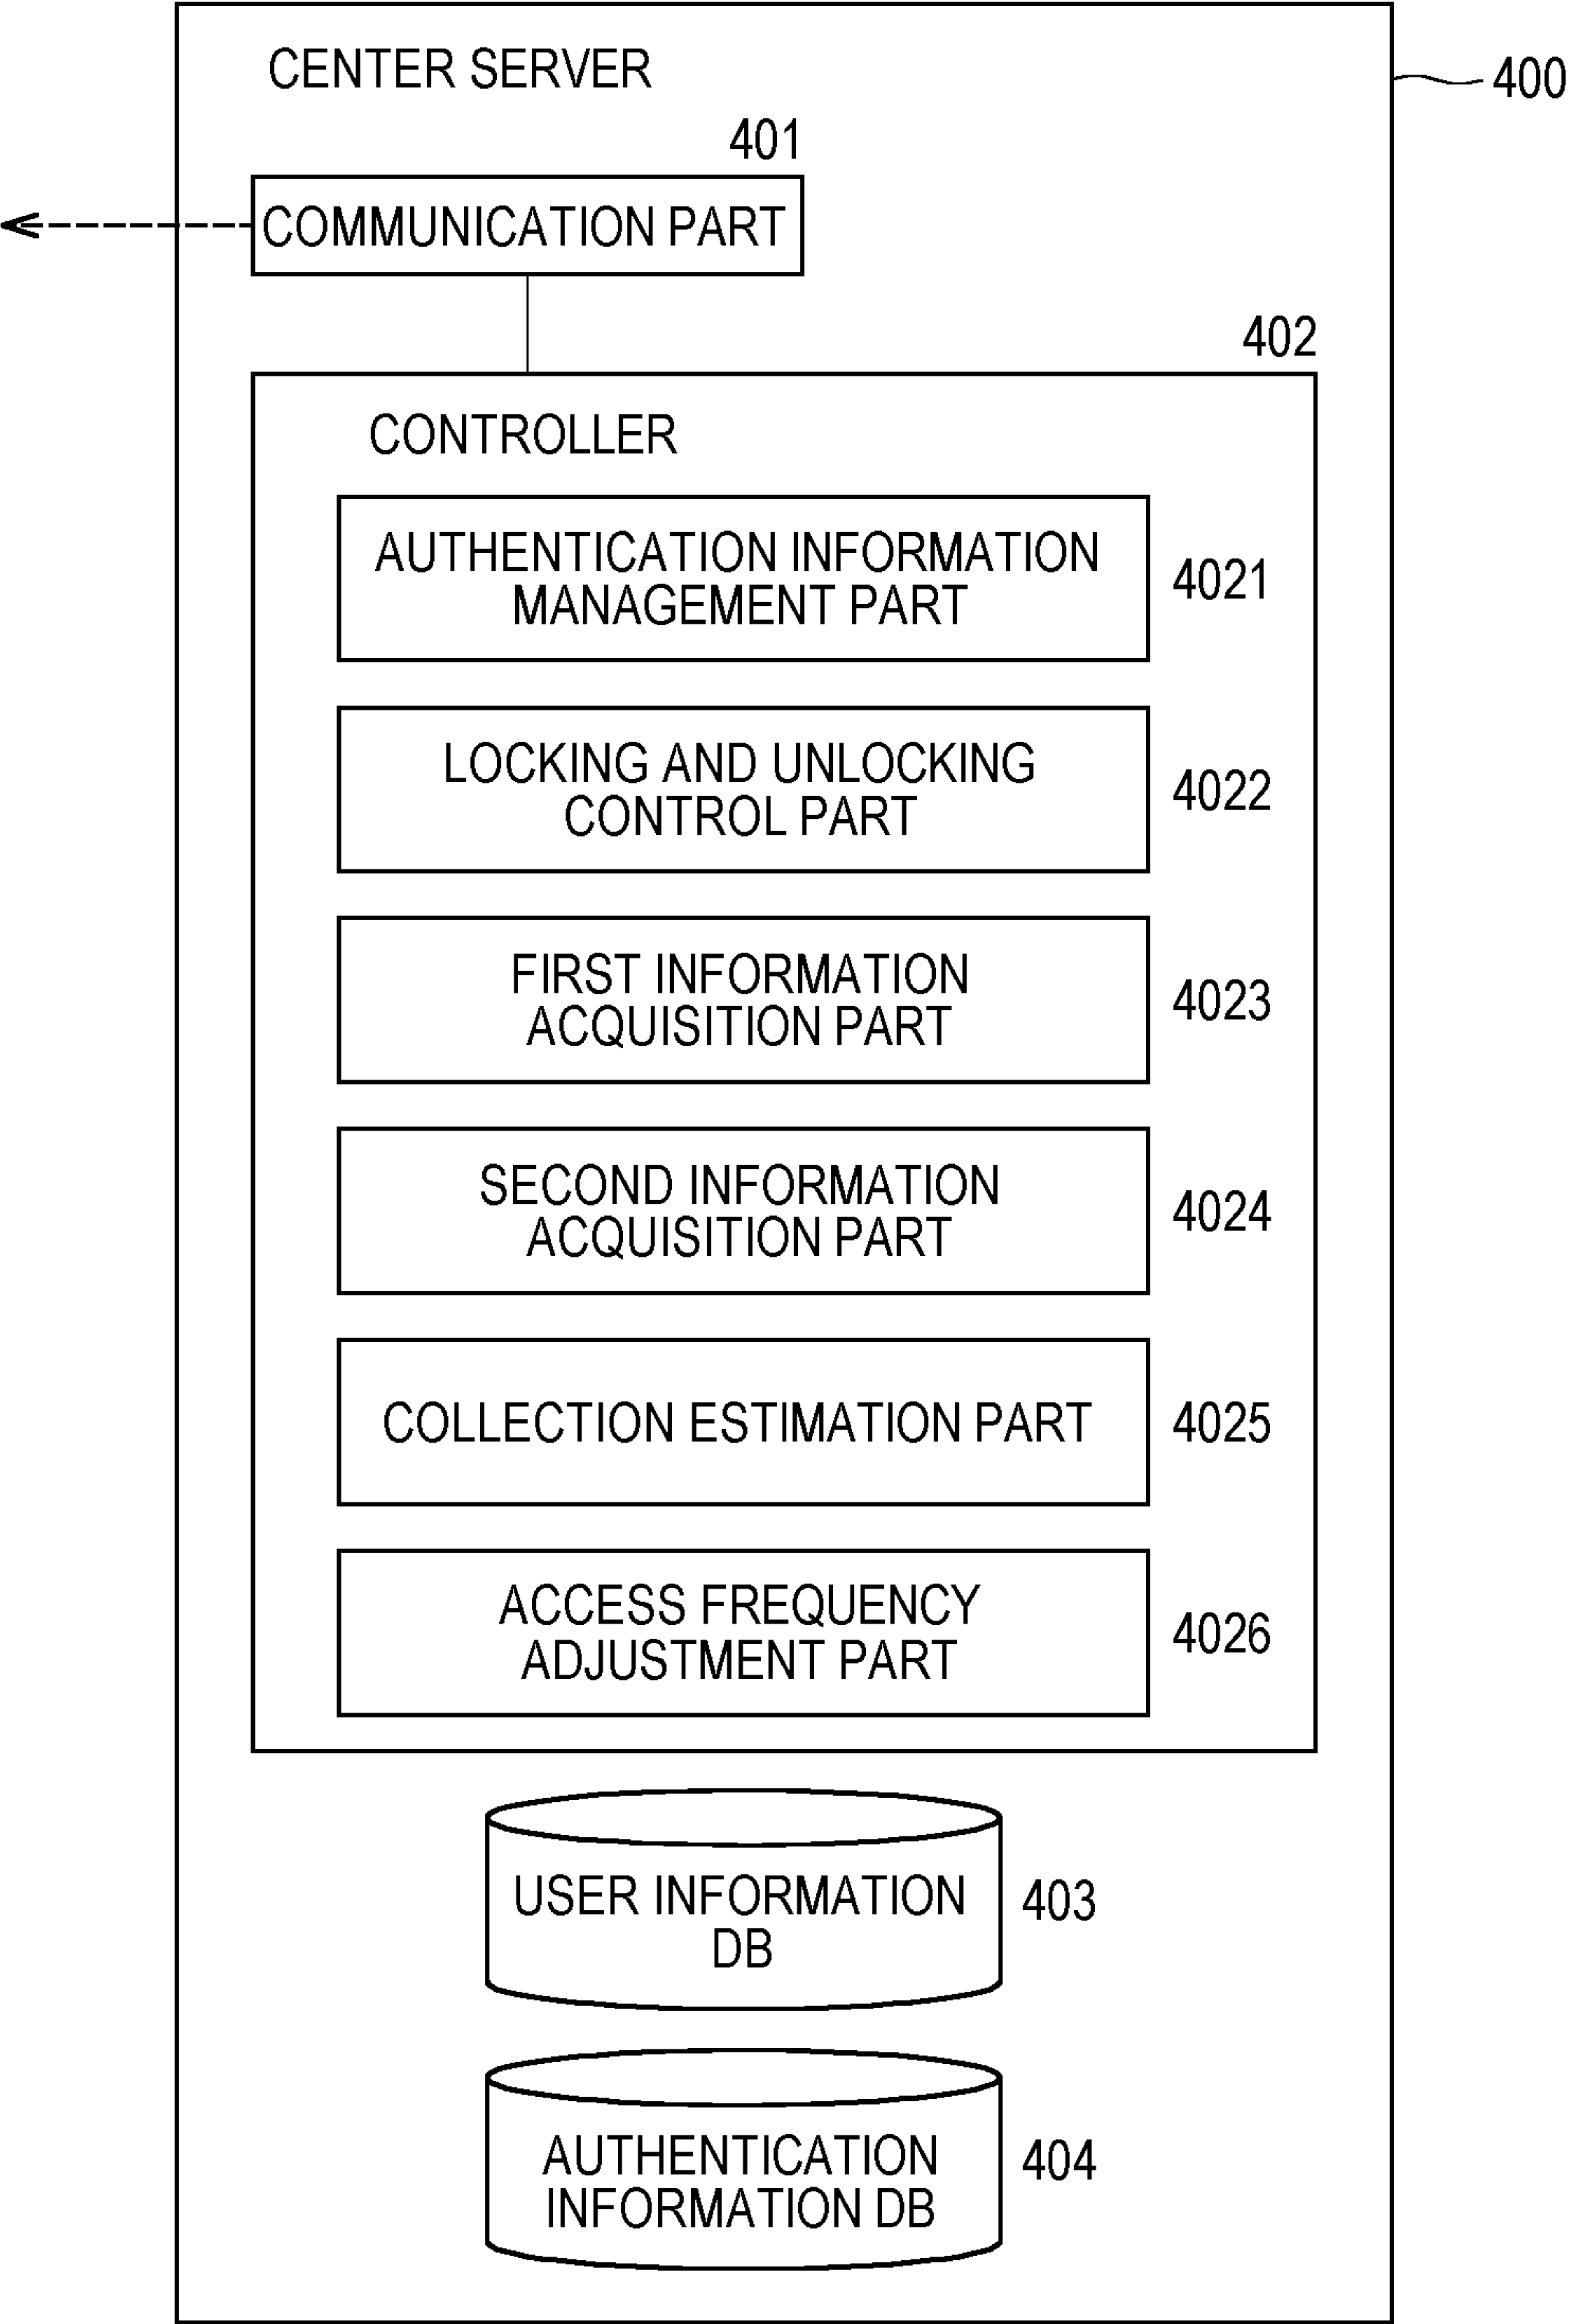 CENTER SERVER
400
401
COMMUNICATION PART
402
CONTROLLER
AUTHENTICATION INFORMATION
MANAGEMENT PART
4021
LOCKING AND UNLOCKING
CONTROL PART
4022
FIRST INFORMATION
ACQUISITION PART
4023
SECOND INFORMATION
ACQUISITION PART
4024
COLLECTION ESTIMATION PART
4025
ACCESS FREQUENCY
ADJUSTMENT PART
4026
USER INFORMATION
DB
403
AUTHENTICATION
INFORMATION DB
404